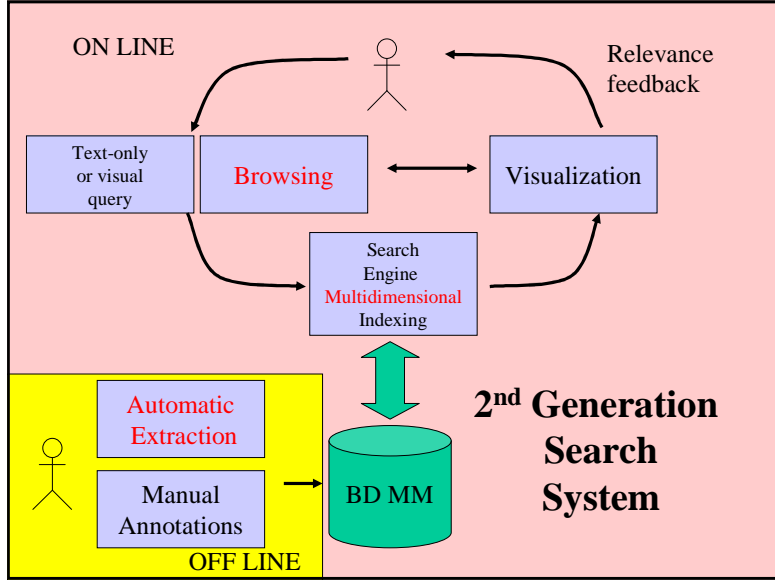 ON LINE
Relevance
feedback
Text-only
or visual
query
Browsing
Visualization
Search
Engine
Multidimensional
Indexing
Automatic
Extraction
Manual
Annotations
OFF LINE
BD MM
2nd Generation
Search
System